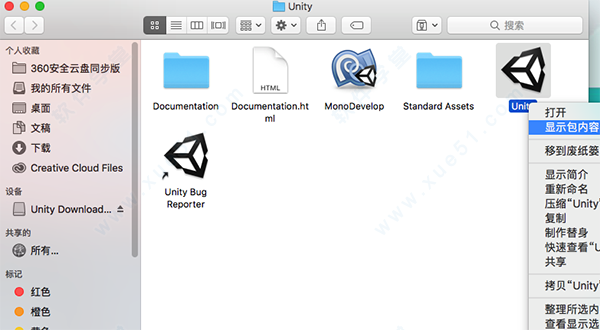 Unity
搜索
个人收藏
360安全云盘同步版
我的所有文件
桌面
文稿
下载
Creative Cloud Files
设备
Unity Download...
共享的
所有...
标记
红色
橙色
Documentation
HTML
Documentation.ht
ml
MonoDevelop
Standard Assets
Unity Bug
Reporter
打开
显示包内容
移到废纸篓
显示简介
重新命名
压缩“Unity”
复制
制作替身
快速查看“U
共享
拷贝“Unity”
整理所选内
查看显示选
www.xue51.com